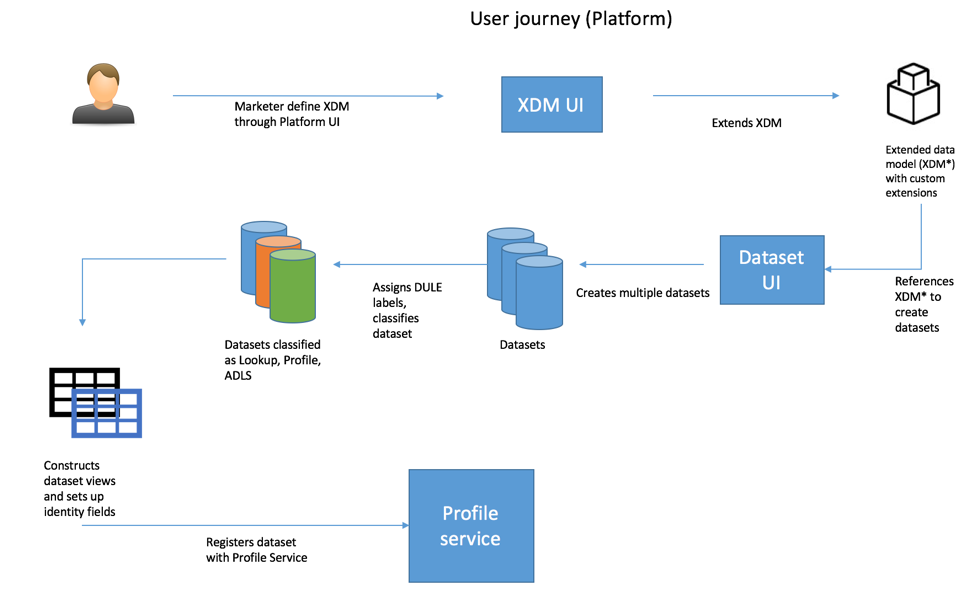 User journey (Platform)
Marketer define XDM
through Platform UI
XDM UI
Extends XDM
Extended data
model (XDM*)
with custom
extensions
References
XDM* to
create
datasets
Dataset
UI
Creates multiple datasets
Datasets
Assigns DULE
labels,
classifies
dataset
Datasets classified
as Lookup, Profile,
ADLS
Constructs
dataset views
and sets up
identity fields
Registers dataset
with Profile Service
Profile
service